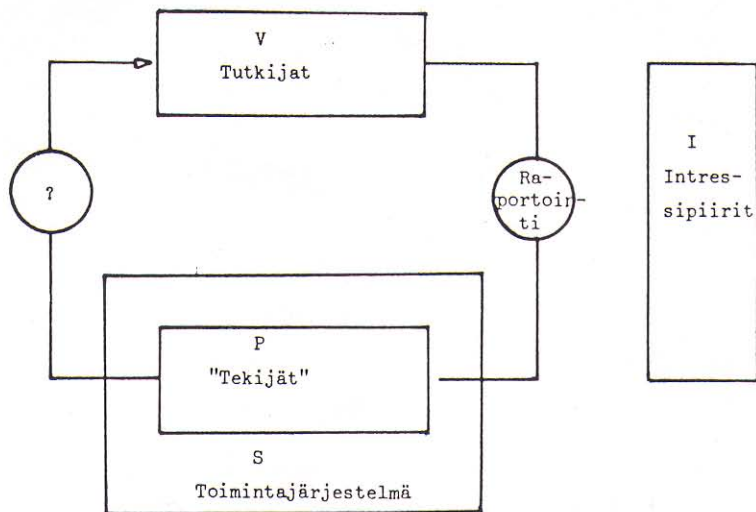 V
Tutkijat
?
Ra-
portoin-
ti
I
Intres-
sipiirit
P
"Tekijät"
S
Toimintajärjestelmä